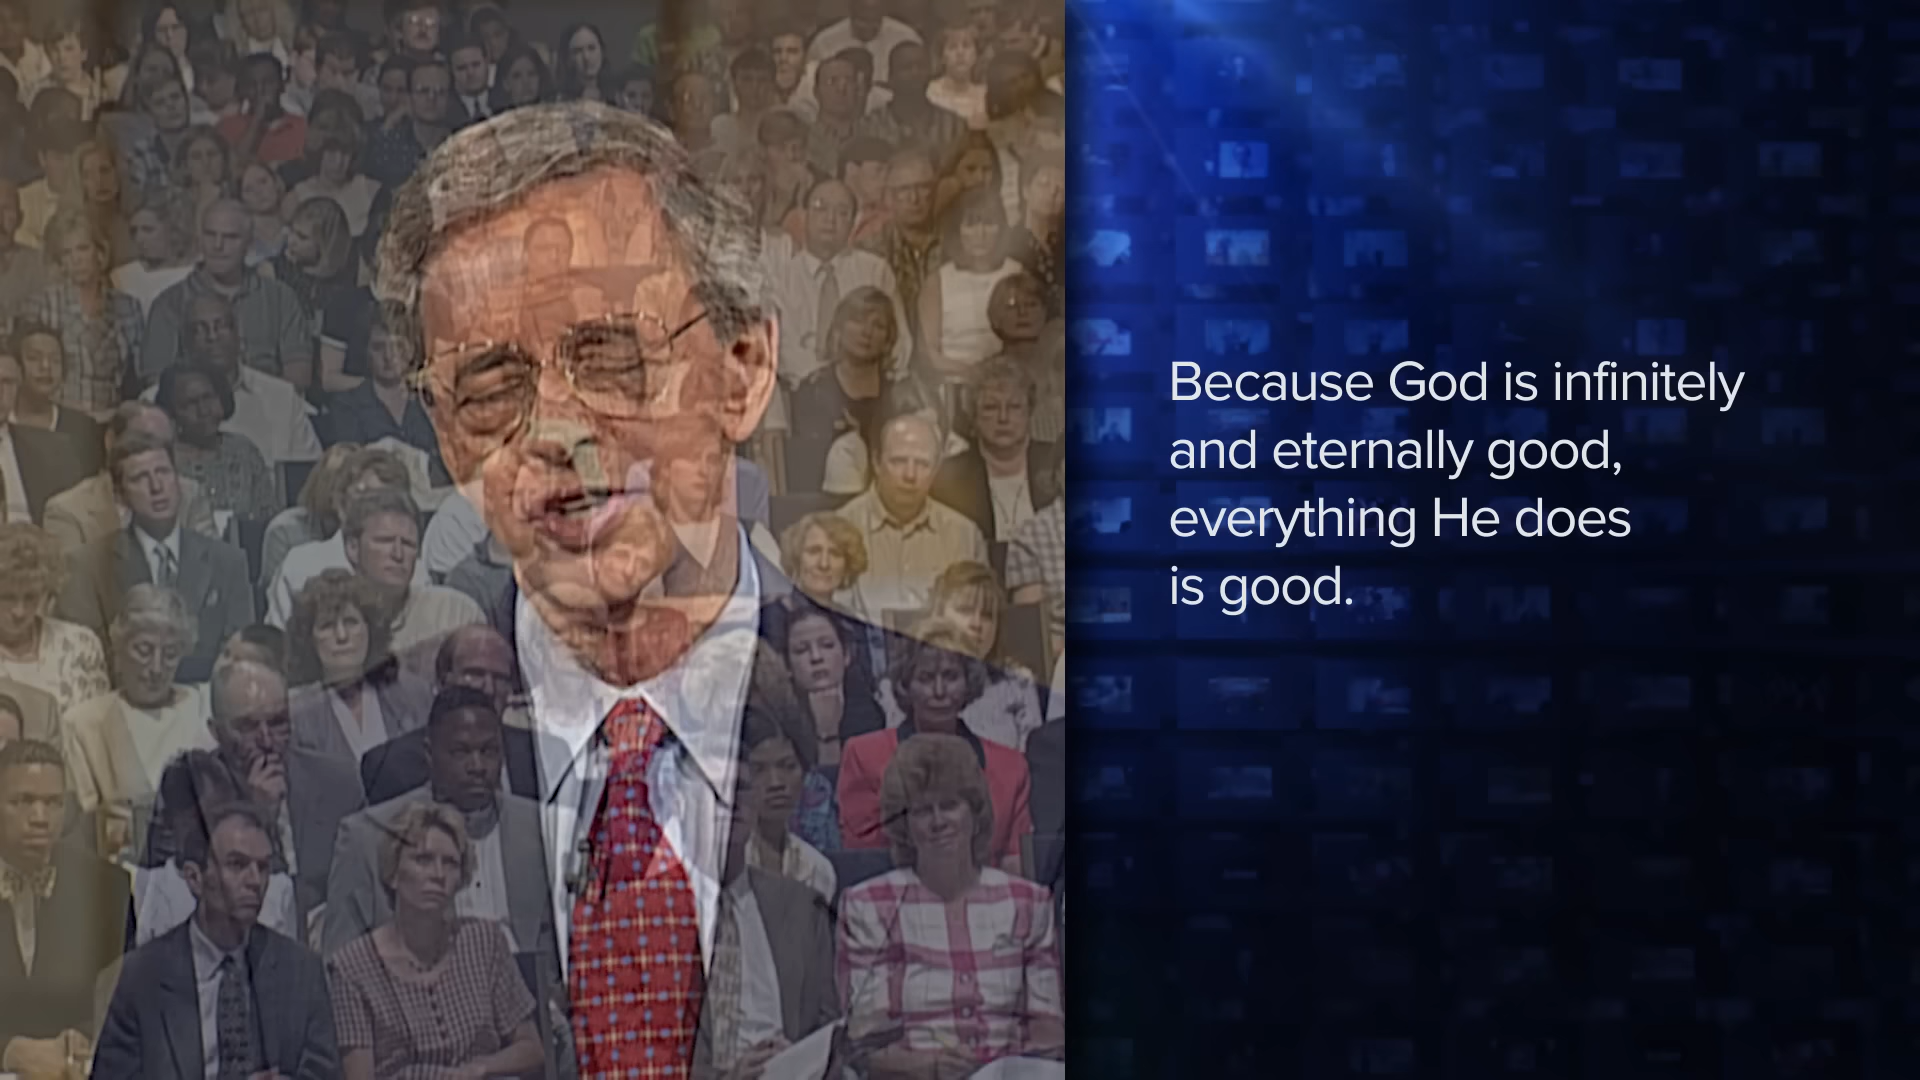 Because God is infinitely
and eternally good,
everything He does
is good.